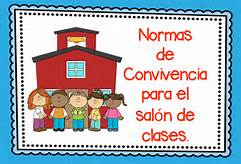 Normas
de
Convivencia
para el
salón de
clases.